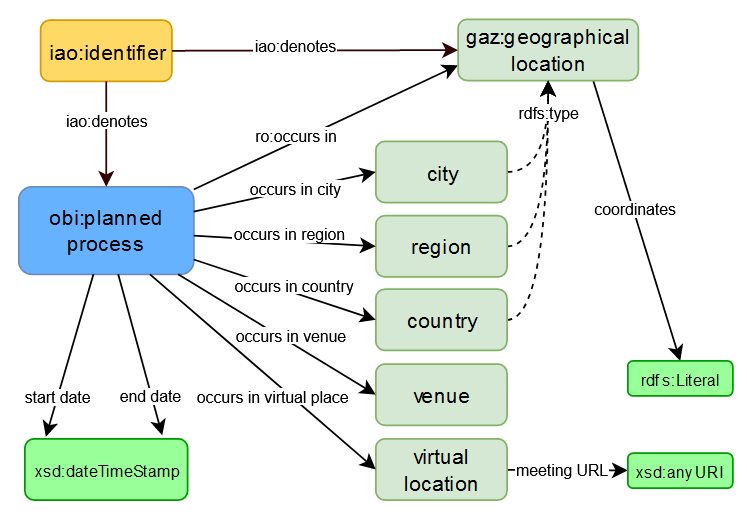 iao:identifier
iao:denotes
gaz:geographical
location
iao:denotes
rdfs:type
ro:occurs in
city
occurs in city
obi:planned
process
coordinates
occurs in region
region
occurs in country
country
occurs in venue
rdfs:Literal
start date
end date
occurs in virtual place
venue
virtual
location
xsd:dateTimeStamp
meeting URL
xsd:anyURI